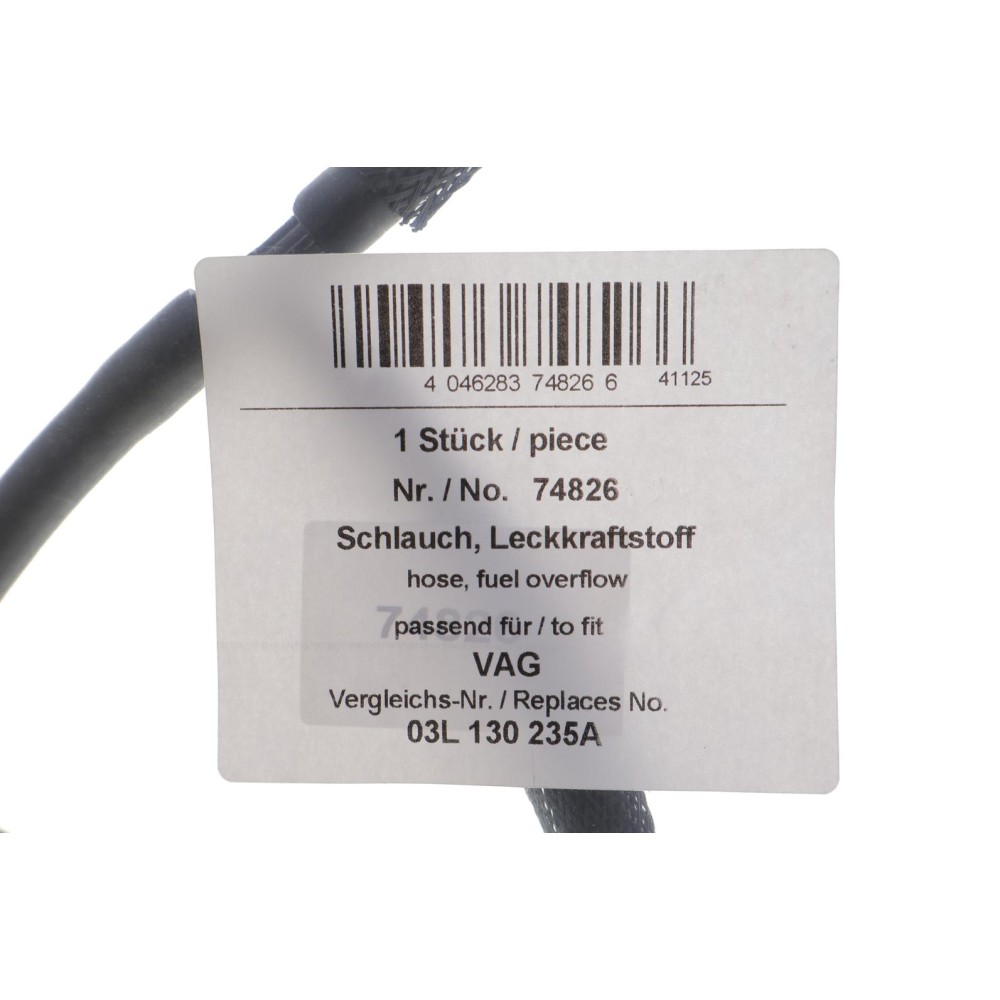 4 046283 74826 6 41125
1 Stück / piece
Nr. / No. 74826
Schlauch, Leckkraftstoff
hose, fuel overflow
passend für / to fit
VAG
Vergleichs-Nr. / Replaces No.
03L 130 235A